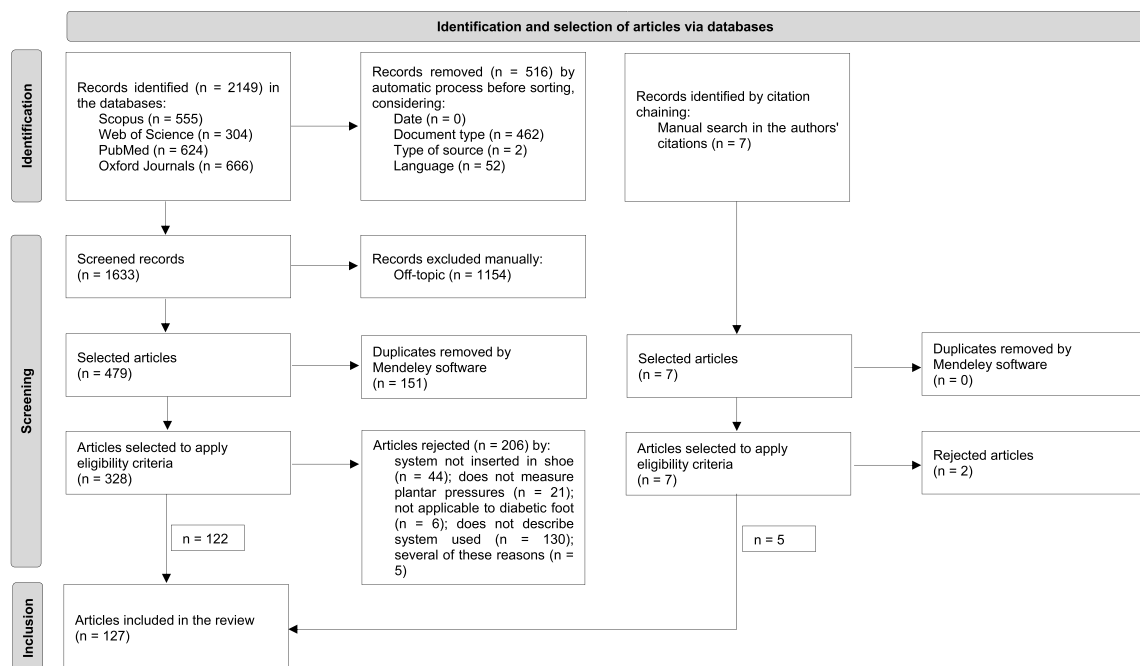 Identification and selection of articles via databases
Identification
Records identified (n = 2149) in
the databases:
Scopus (n = 555)
Web of Science (n = 304)
PubMed (n = 624)
Oxford Journals (n = 666)
Records removed (n = 516) by
automatic process before sorting,
considering:
Date (n = 0)
Document type (n = 462)
Type of source (n = 2)
Language (n = 52)
Records identified by citation
chaining:
Manual search in the authors'
citations (n = 7)
Screening
Screened records
(n = 1633)
Records excluded manually:
Off-topic (n = 1154)
Selected articles
(n = 479)
Duplicates removed by
Mendeley software
(n = 151)
Selected articles
(n = 7)
Duplicates removed by
Mendeley software
(n = 0)
Articles selected to apply
eligibility criteria
(n = 328)
Articles rejected (n = 206) by:
system not inserted in shoe
(n = 44); does not measure
plantar pressures (n = 21);
not applicable to diabetic foot
(n = 6); does not describe
system used (n = 130);
several of these reasons (n =
5)
Articles selected to apply
eligibility criteria
(n = 7)
Rejected articles
(n = 2)
n = 122
n = 5
Inclusion
Articles included in the review
(n = 127)